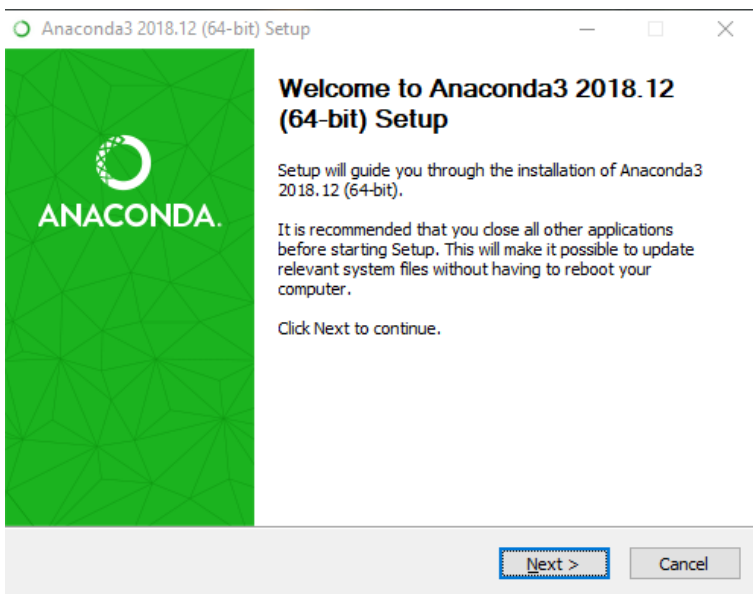 Anaconda3 2018.12 (64-bit) Setup
ANACONDA.
Welcome to Anaconda3 2018.12
(64-bit) Setup
Setup will guide you through the installation of Anaconda3
2018.12 (64-bit).
It is recommended that you close all other applications
before starting Setup. This will make it possible to update
relevant system files without having to reboot your
computer.
Click Next to continue.
Next >
Cancel